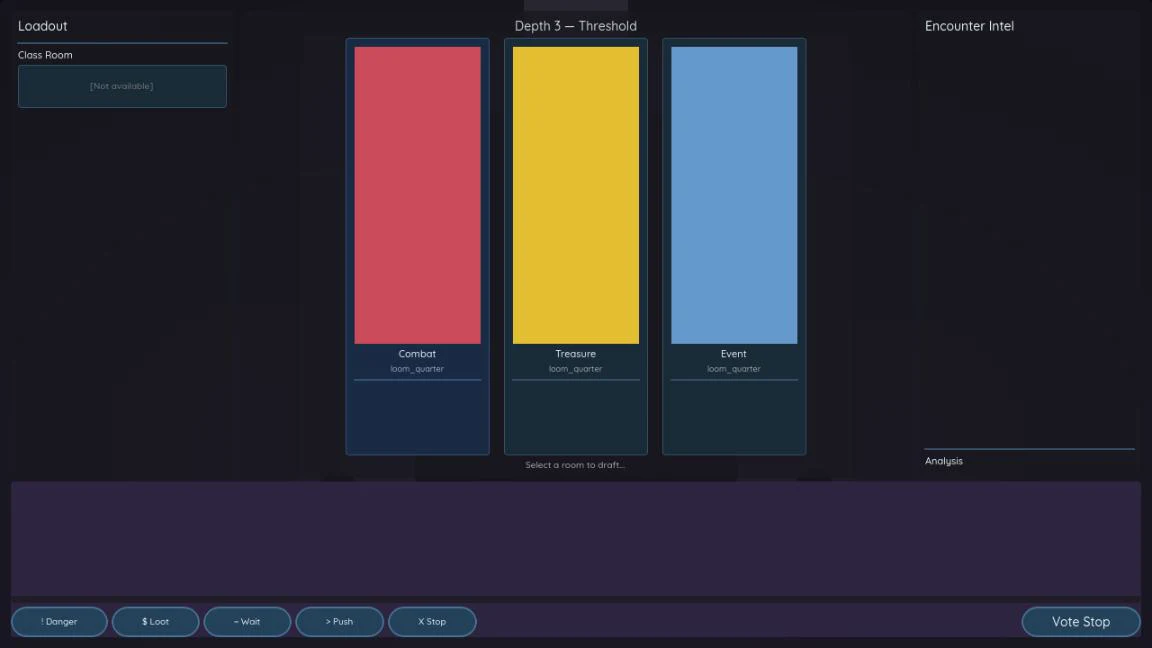 Loadout
Class Room
[Not available]
Depth 3 — Threshold
Combat
loom_quarter
Treasure
loom_quarter
Event
loom_quarter
Select a room to draft...
Encounter Intel
Analysis
! Danger
$ Loot
~ Wait
> Push
X Stop
Vote Stop